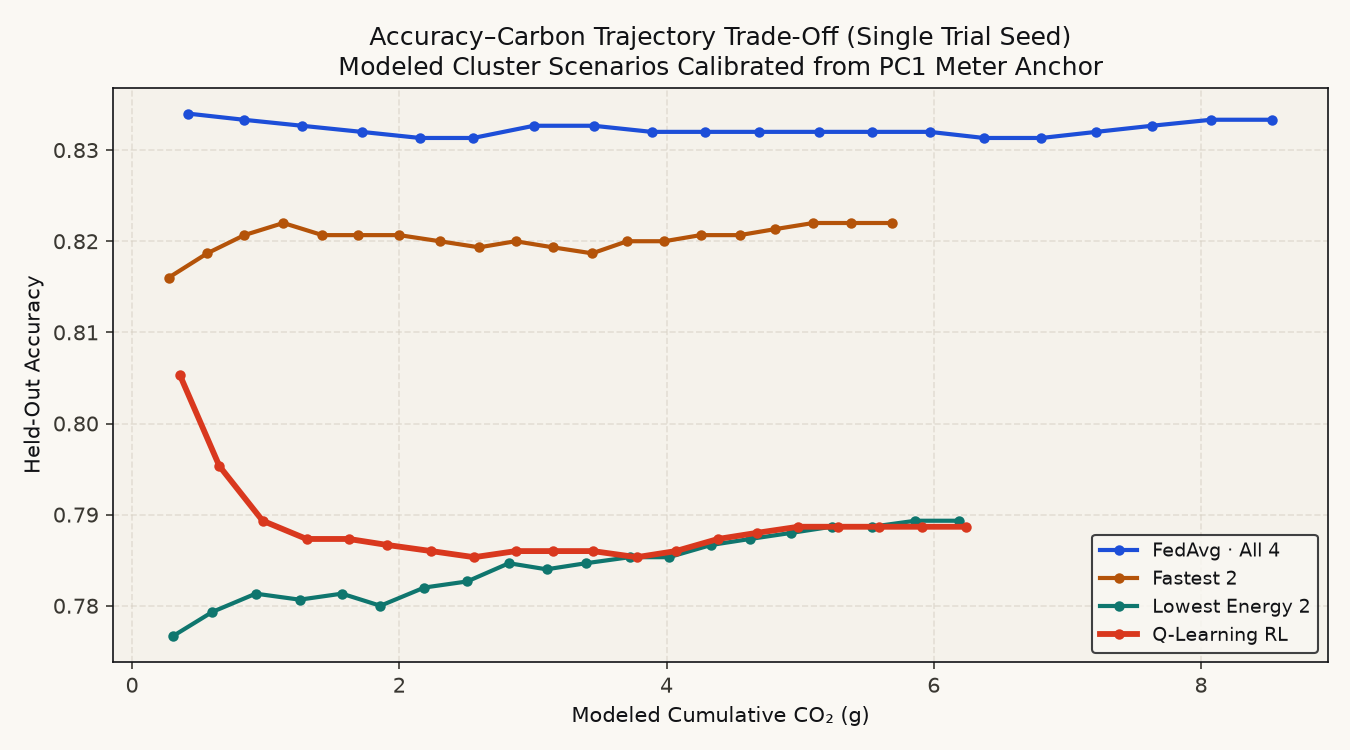 Accuracy–Carbon Trajectory Trade-Off (Single Trial Seed)
Modeled Cluster Scenarios Calibrated from PC1 Meter Anchor
Held-Out Accuracy
0.83
0.82
0.81
0.80
0.79
0.78
0
2
4
6
8
Modeled Cumulative CO₂ (g)
FedAvg · All 4
Fastest 2
Lowest Energy 2
Q-Learning RL